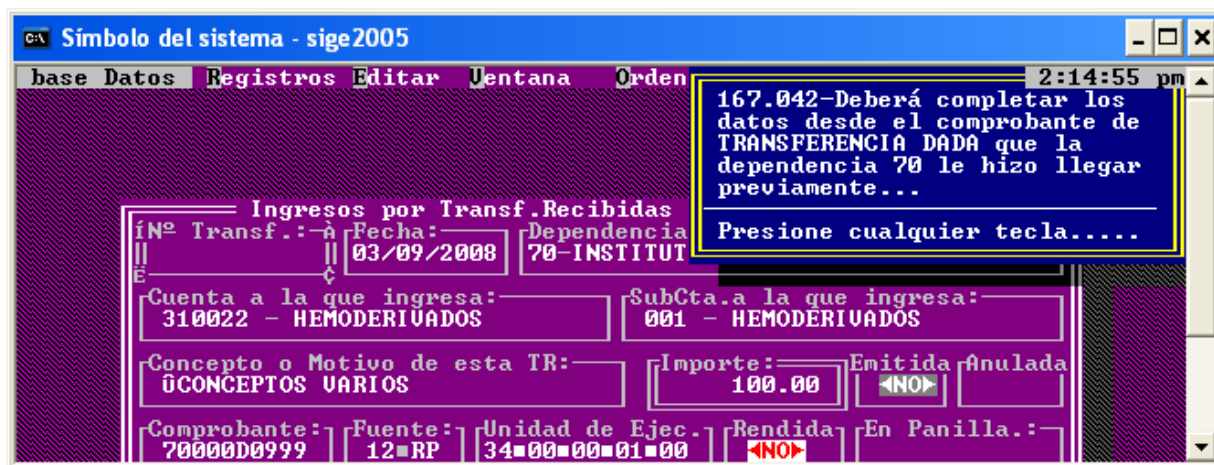 Símbolo del sistema - sige2005
base Datos Registros Editar Ventana Orden 2:14:55 pm
167.042-Deberá completar los
datos desde el comprobante de
TRANSFERENCIA DADA que la
dependencia 70 le hizo llegar
previamente...
Presione cualquier tecla.....
Ingresos por Transf.Recibidas
íNº Transf.: À Fecha: Dependencia
03/09/2008 70-INSTITUT
Cuenta a la que ingresa: SubCta.a la que ingresa:
310022 - HEMODERIVADOS 001 - HEMODERIVADOS
Concepto o Motivo de esta TR: Importe: Emitida Anulada
ÛCONCEPTOS VARIOS 100.00 ◄NO►
Comprobante: Fuente: Unidad de Ejec. Rendida En Panilla.:
70000D0999 12■RP 34■00■00■01■00 ◄NO►